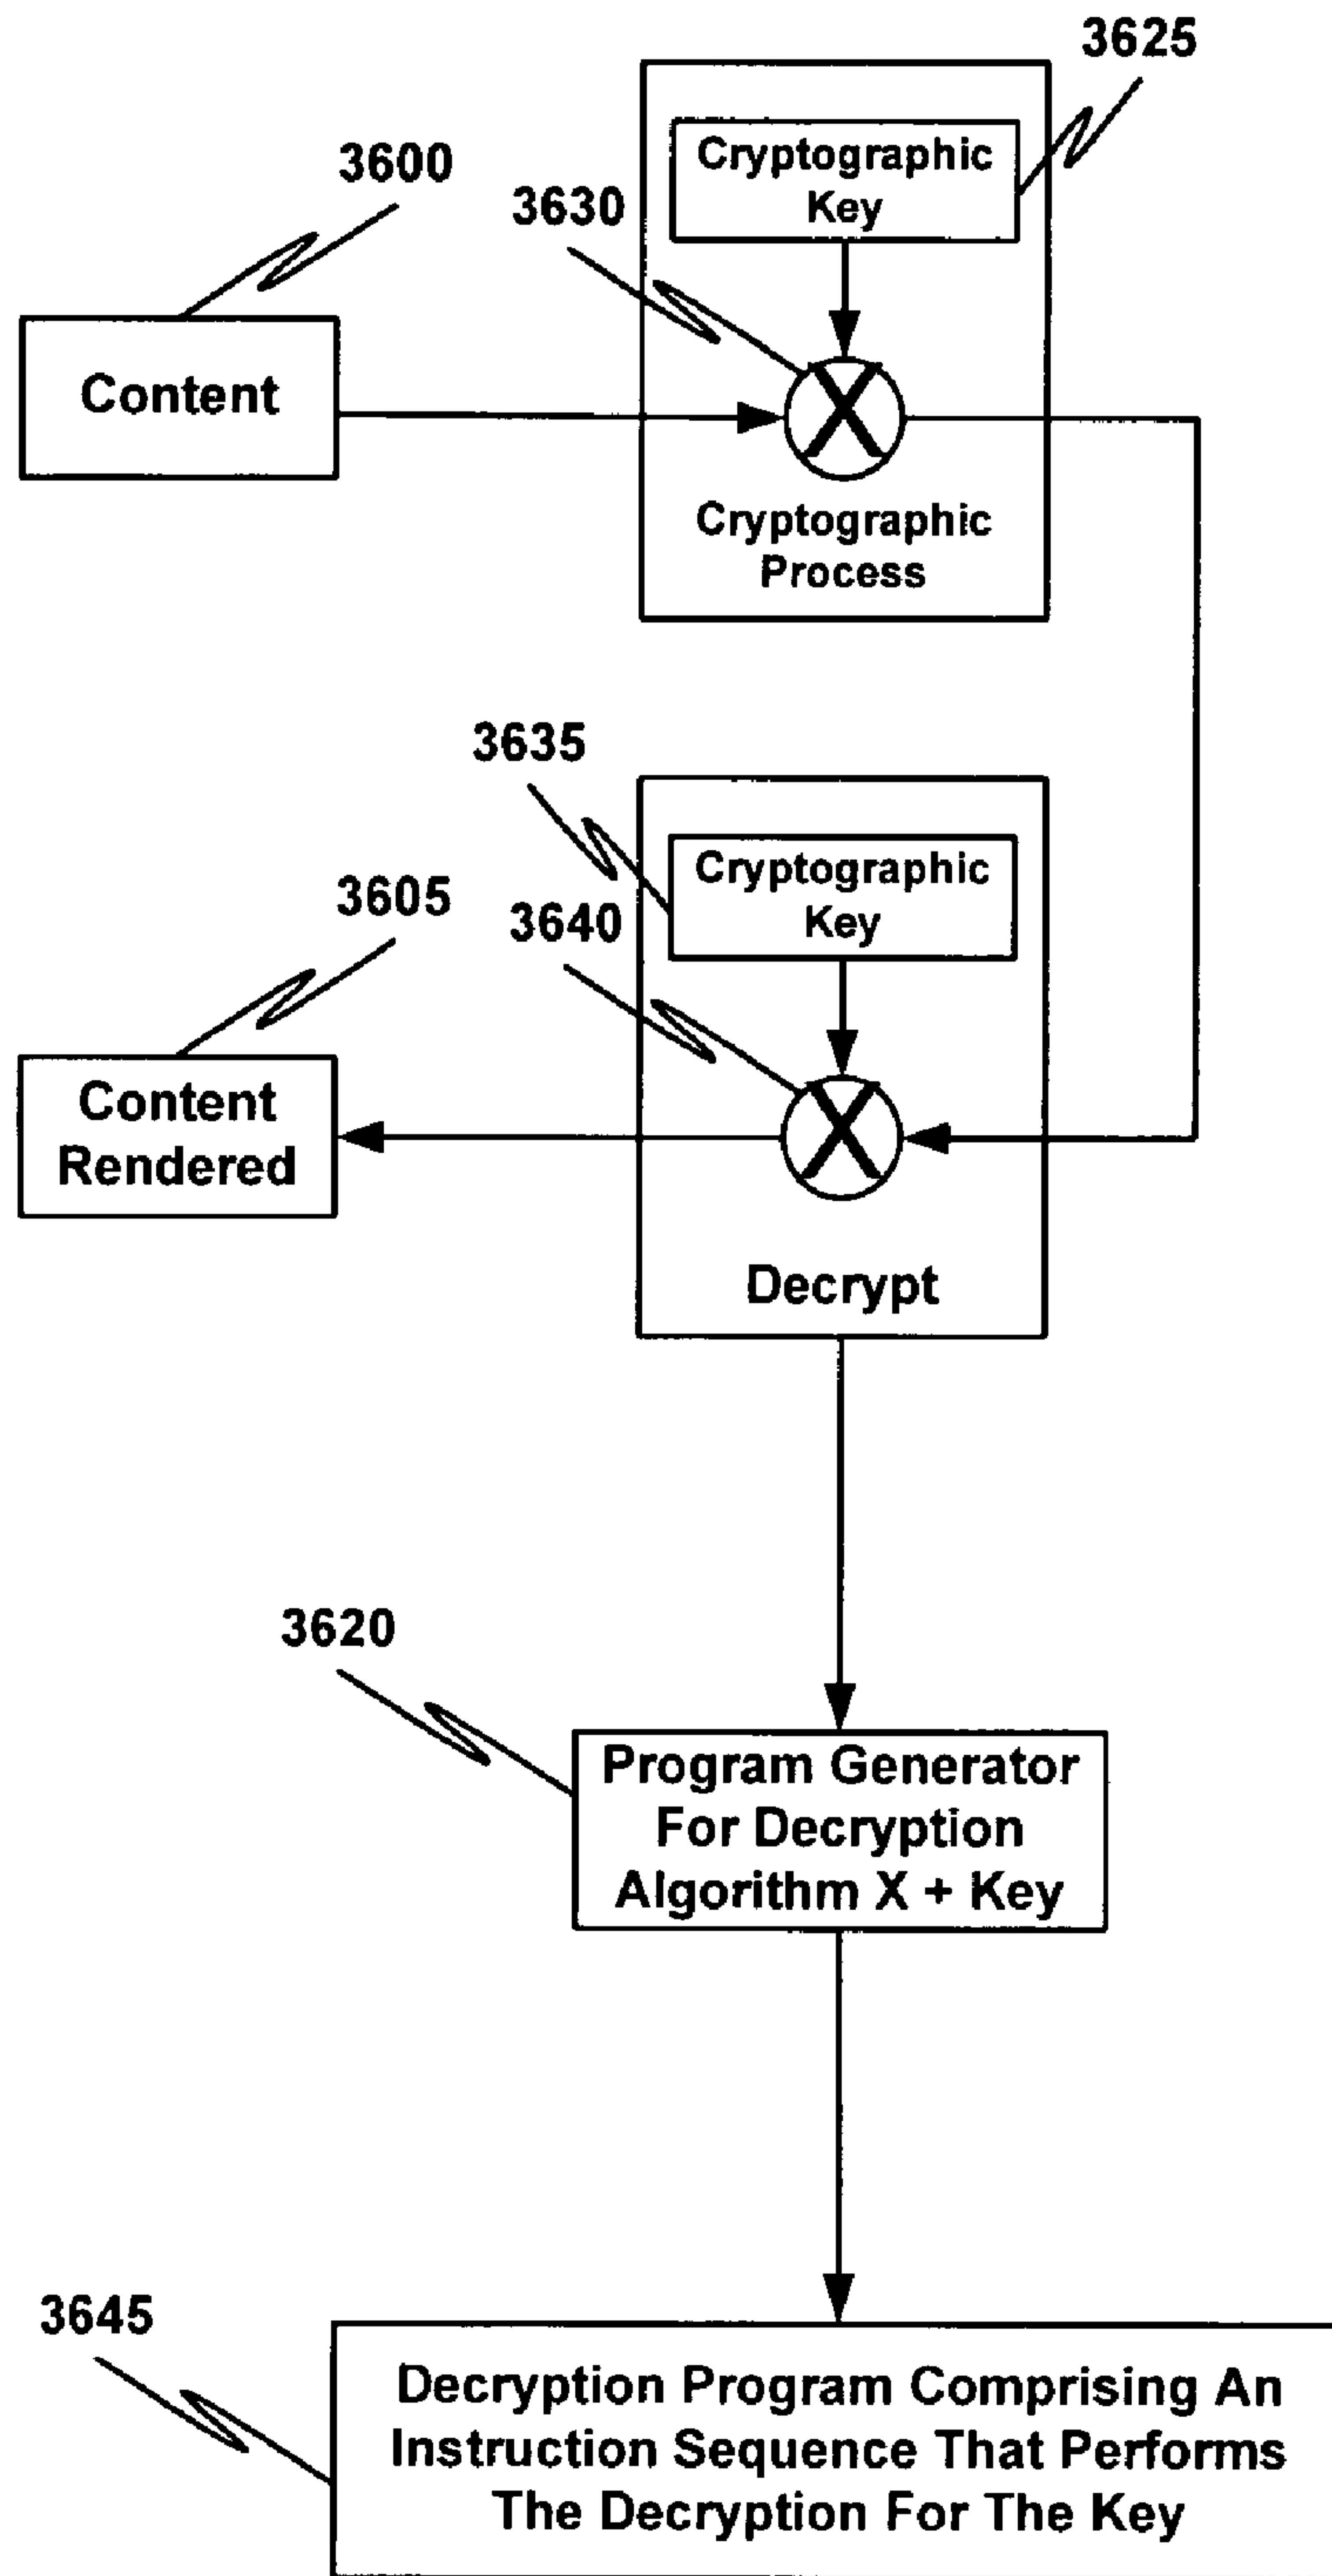 3625
Cryptographic
Key
3600
3630
Content
X
Cryptographic
Process
3635
Cryptographic
Key
3605
3640
Content
Rendered
X
Decrypt
3620
Program Generator
For Decryption
Algorithm X + Key
3645
Decryption Program Comprising An
Instruction Sequence That Performs
The Decryption For The Key